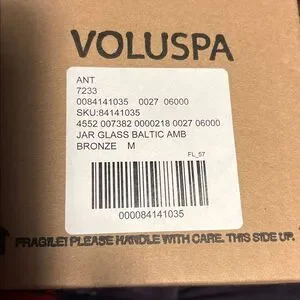 VOLUSPA
ANT
7233
0084141035 0027 06000
SKU:84141035
4552 007382 0000218 0027 06000
JAR GLASS BALTIC AMB
BRONZE M
FL_57
000084141035
FRAGILE! PLEASE HANDLE WITH CARE. THIS SIDE UP.